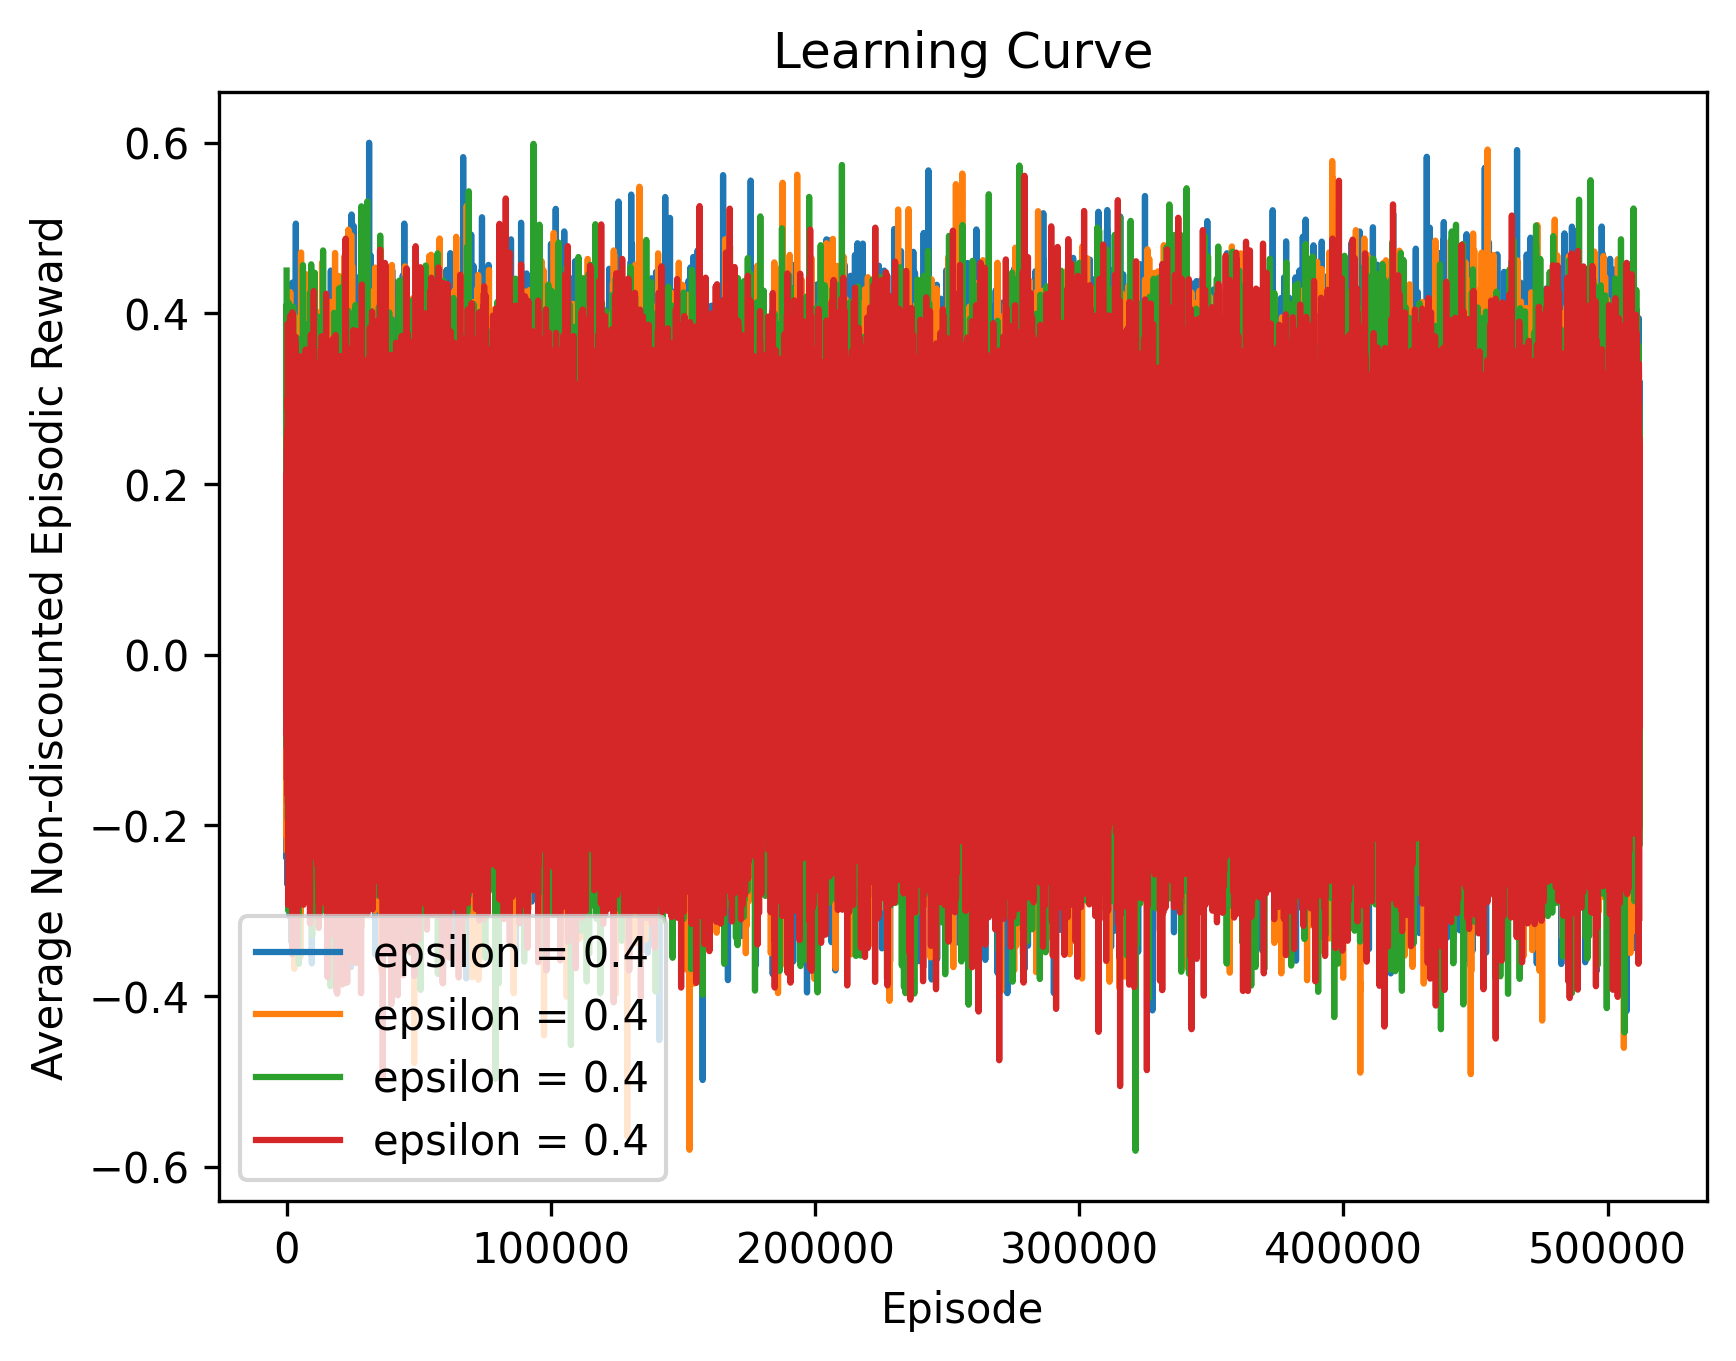 Learning Curve
Average Non-discounted Episodic Reward
0.6
0.4
0.2
0.0
−0.2
−0.4
−0.6
epsilon = 0.4
epsilon = 0.4
epsilon = 0.4
epsilon = 0.4
0 100000 200000 300000 400000 500000
Episode